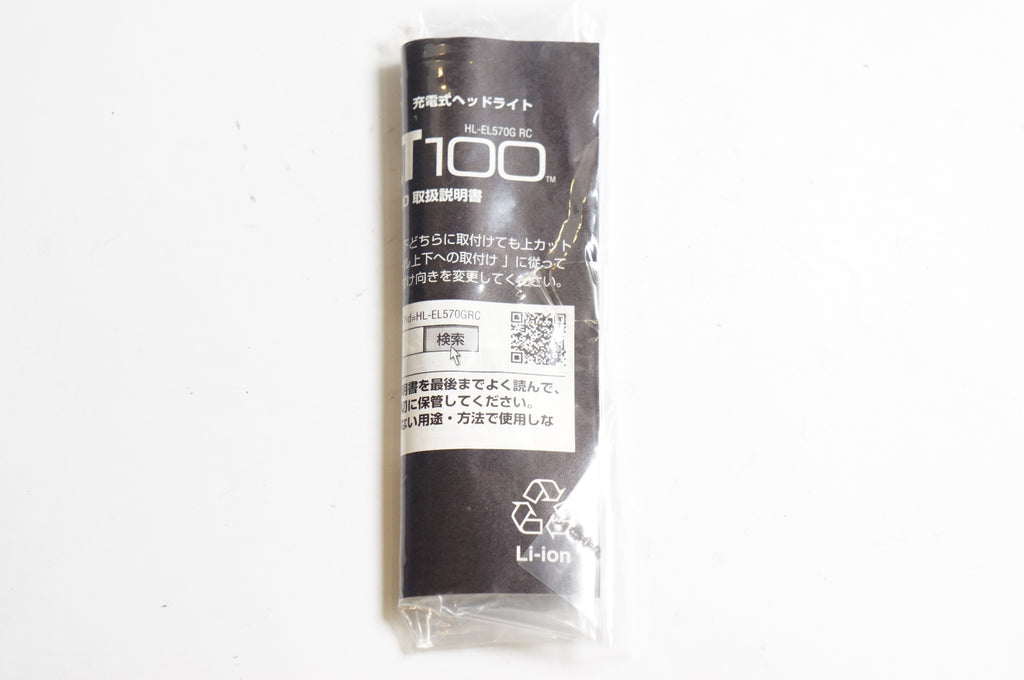 充電式ヘッドライト
HL-EL570G RC
T100™
取扱説明書
どちらに取付けても上カット
上下への取付け」に従って
け向きを変更してください。
id=HL-EL570GRC
検索
明書を最後までよく読んで、
に保管してください。
ない用途・方法で使用しな
Li-ion